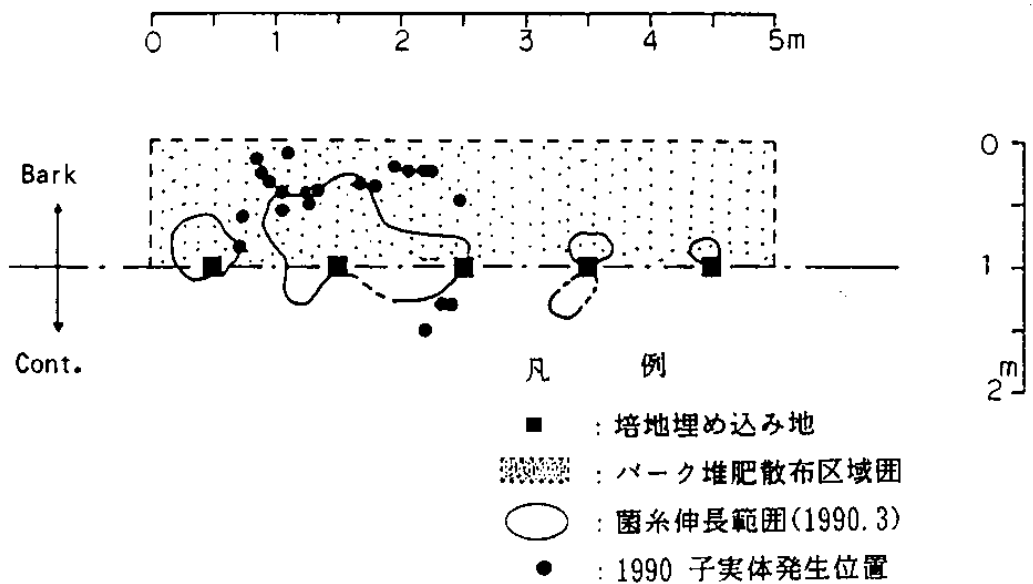 0 1 2 3 4 5m
Bark
Cont.
0
1
m
2
凡 例
■ : 培地埋め込み地
: バーク堆肥散布区域囲
: 菌糸伸長範囲(1990.3)
● : 1990 子実体発生位置